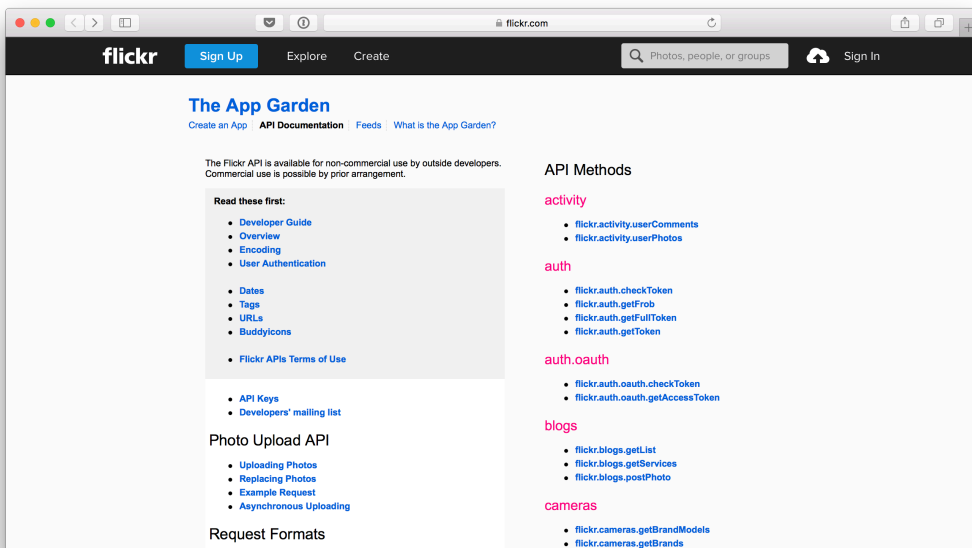 flickr.com
flickr
Sign Up
Explore
Create
Photos, people, or groups
Sign In
The App Garden
Create an App
API Documentation
Feeds
What is the App Garden?
The Flickr API is available for non-commercial use by outside developers.
Commercial use is possible by prior arrangement.
Read these first:
Developer Guide
Overview
Encoding
User Authentication
Dates
Tags
URLs
Buddyicons
Flickr APIs Terms of Use
API Keys
Developers' mailing list
Photo Upload API
Uploading Photos
Replacing Photos
Example Request
Asynchronous Uploading
Request Formats
API Methods
activity
flickr.activity.userComments
flickr.activity.userPhotos
auth
flickr.auth.checkToken
flickr.auth.getFrob
flickr.auth.getFullToken
flickr.auth.getToken
auth.oauth
flickr.auth.oauth.checkToken
flickr.auth.oauth.getAccessToken
blogs
flickr.blogs.getList
flickr.blogs.getServices
flickr.blogs.postPhoto
cameras
flickr.cameras.getBrandModels
flickr.cameras.getBrands